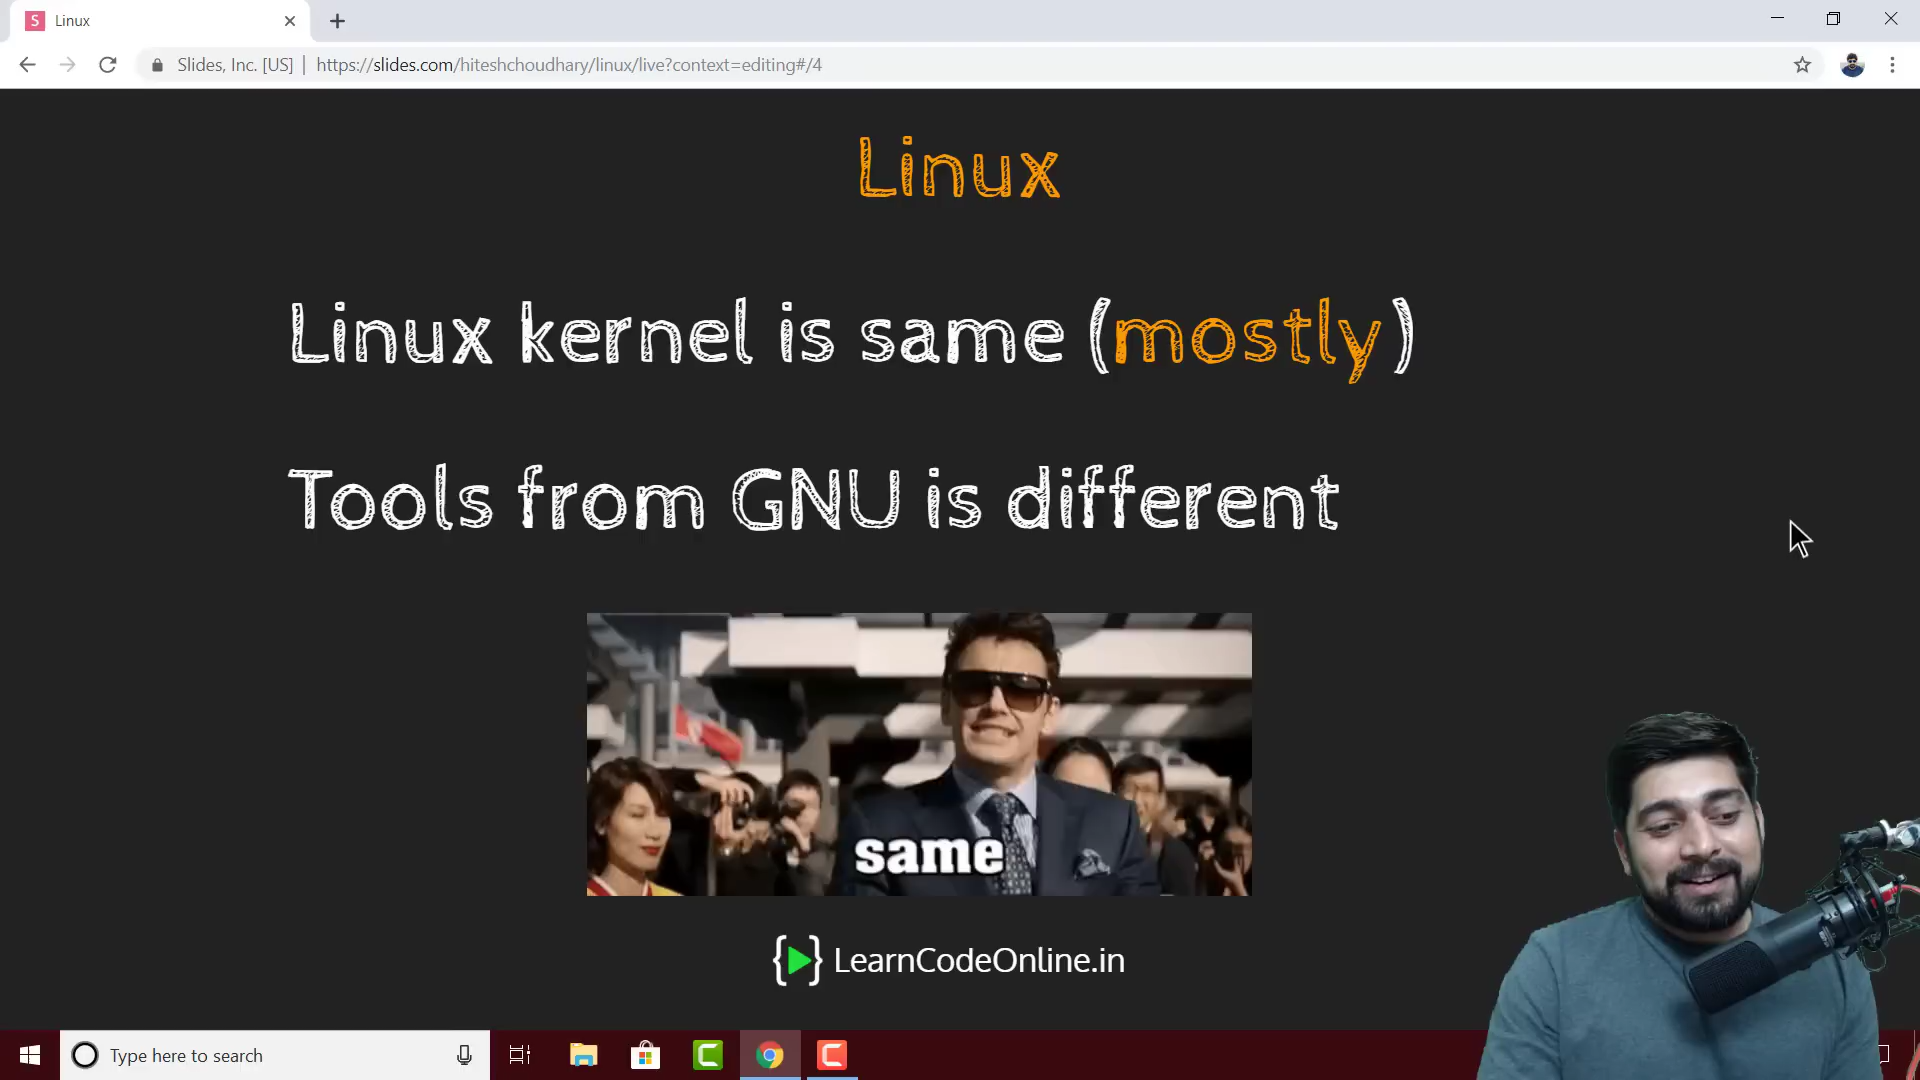 S Linux
Slides, Inc. [US] | https://slides.com/hiteshchoudhary/linux/live?context=editing#/4
Linux
Linux kernel is same (mostly)
Tools from GNU is different
same
{▶} LearnCodeOnline.in
Type here to search